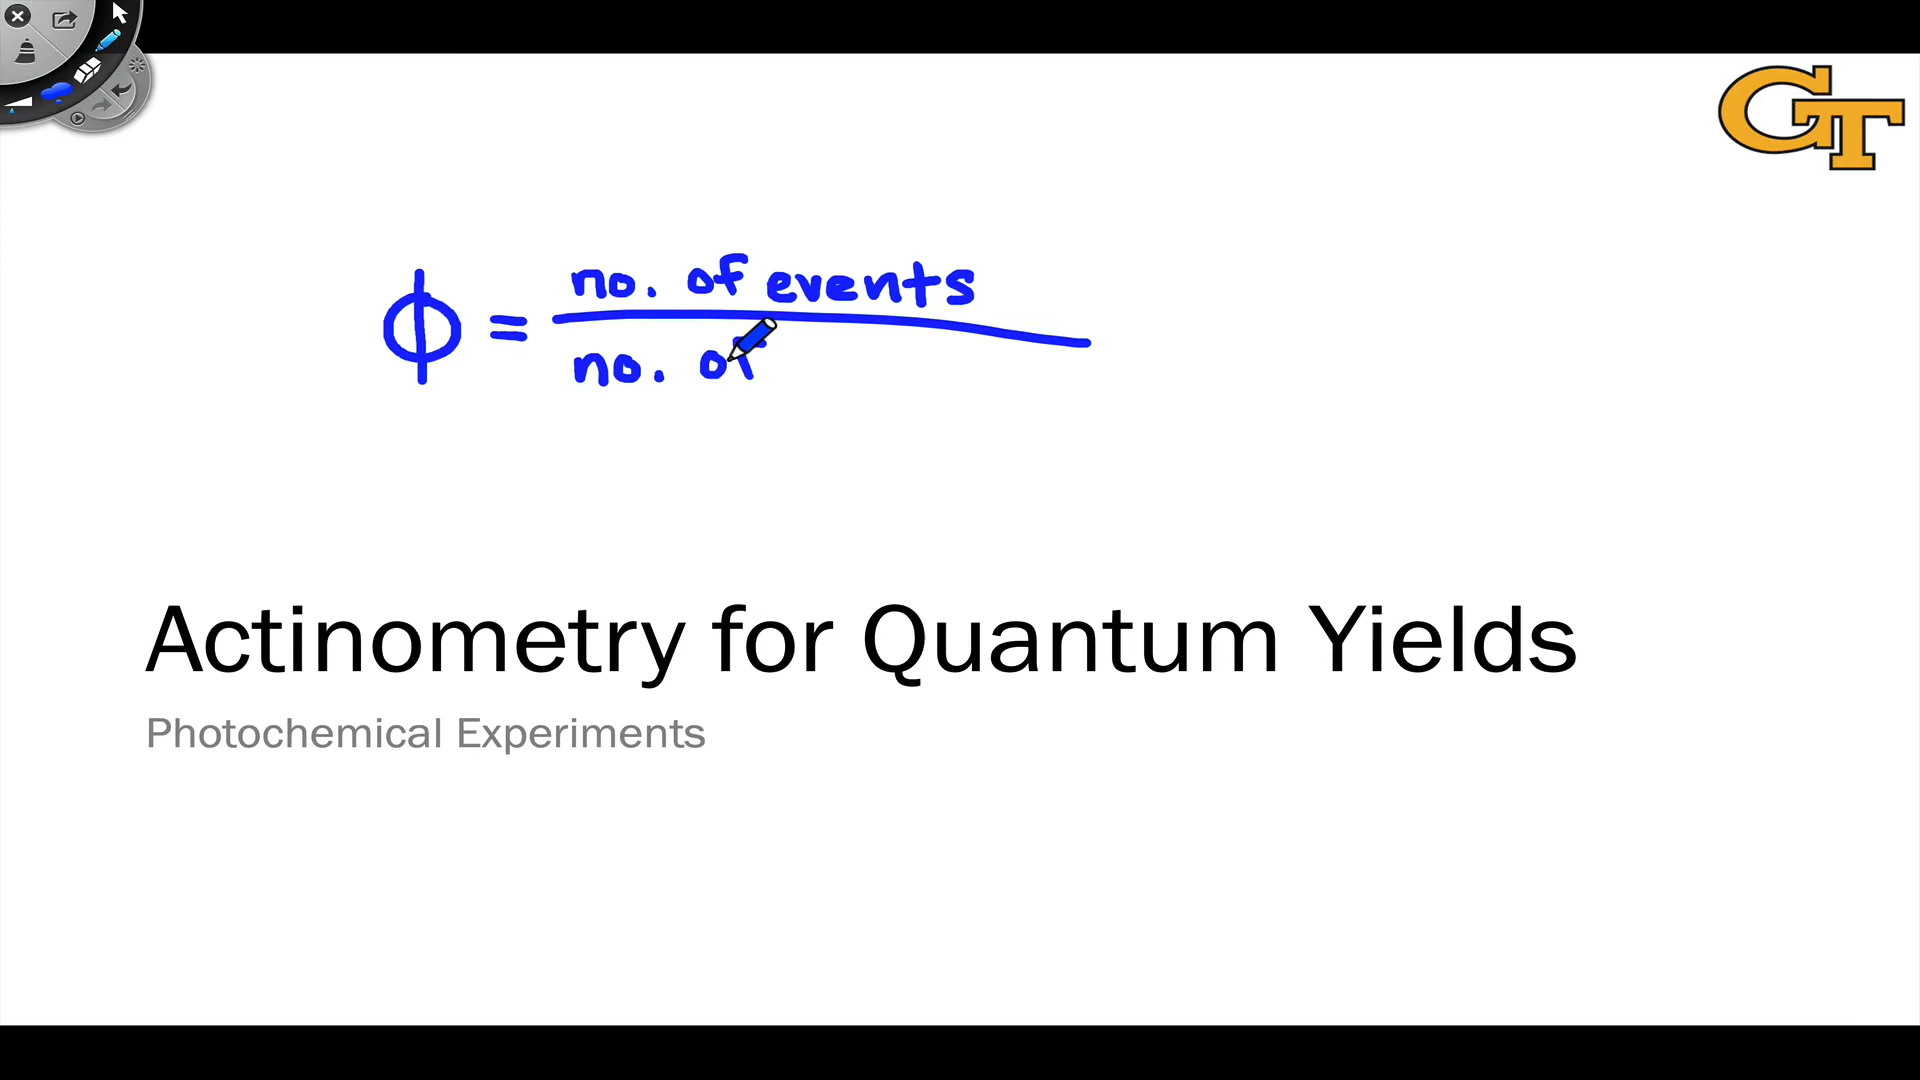 GT
ϕ = no. of events
no. of
Actinometry for Quantum Yields
Photochemical Experiments